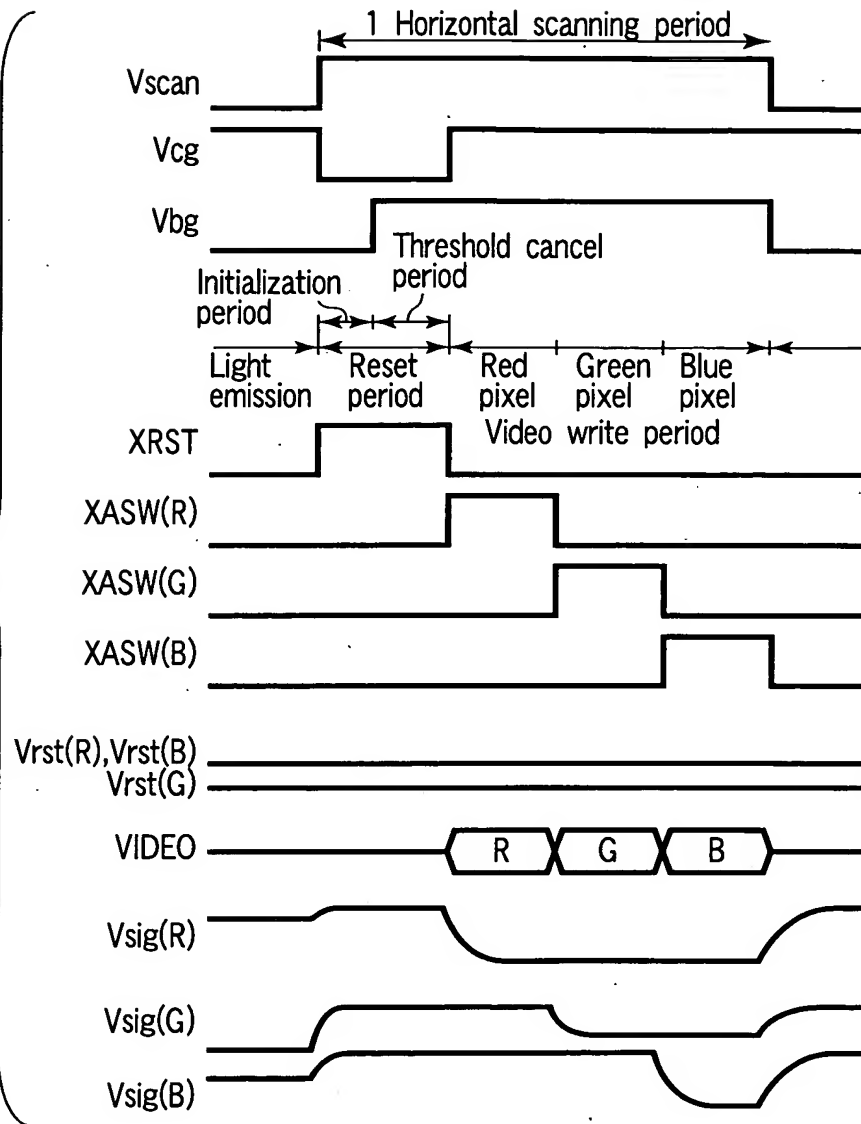 1 Horizontal scanning period
Vscan
Vcg
Vbg
Threshold cancel
period
Initialization
period
Light
emission
Reset
period
Red
pixel
Green
pixel
Blue
pixel
Video write period
XRST
XASW(R)
XASW(G)
XASW(B)
Vrst(R),Vrst(B)
Vrst(G)
VIDEO
R
G
B
Vsig(R)
Vsig(G)
Vsig(B)